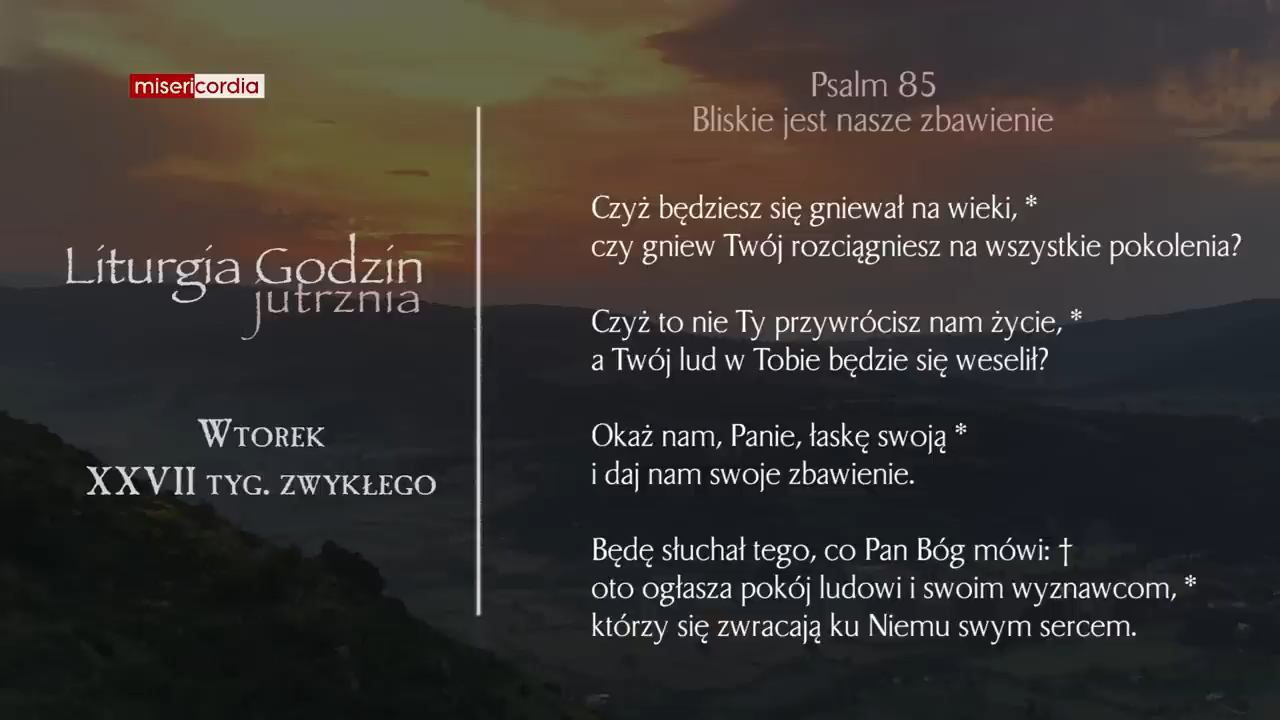 misericordia
Liturgia Godzin
jutrznia
Wtorek
XXVII tyg. zwykłego
Psalm 85
Bliskie jest nasze zbawienie
Czyż będziesz się gniewał na wieki, *
czy gniew Twój rozciągniesz na wszystkie pokolenia?
Czyż to nie Ty przywrócisz nam życie, *
a Twój lud w Tobie będzie się weselił?
Okaż nam, Panie, łaskę swoją *
i daj nam swoje zbawienie.
Będę słuchał tego, co Pan Bóg mówi: †
oto ogłasza pokój ludowi i swoim wyznawcom, *
którzy się zwracają ku Niemu swym sercem.